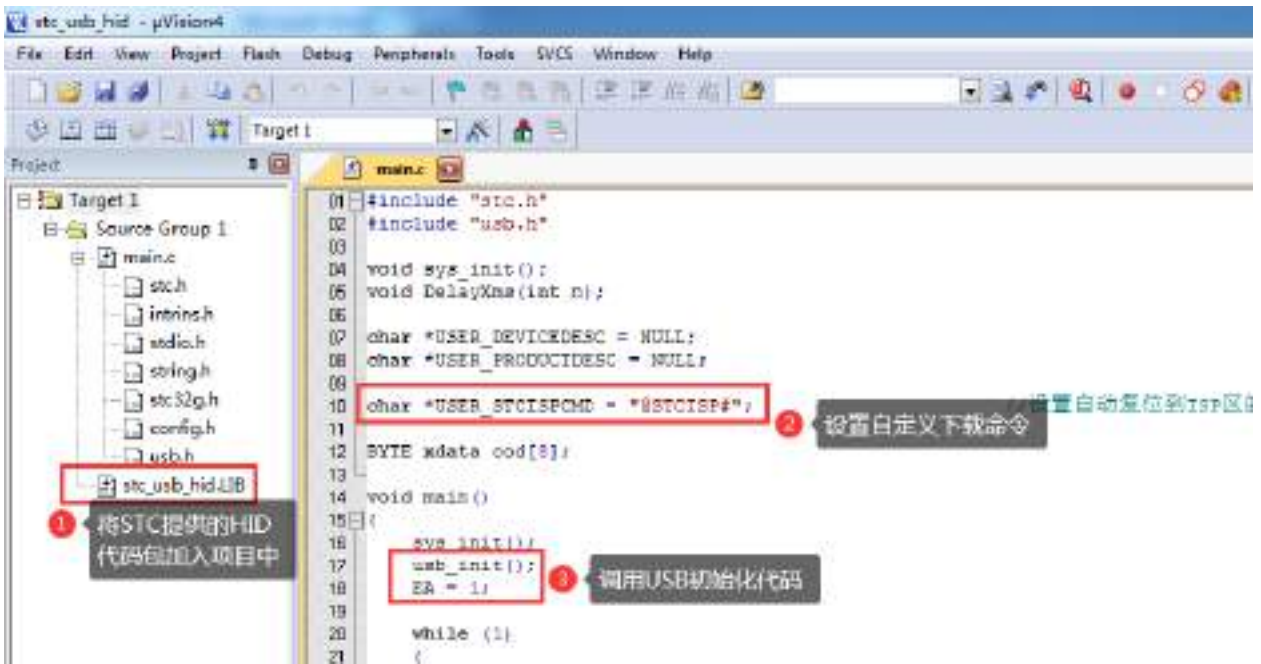 stc_usb_hid - µVision4
File Edit View Project Flash Debug Peripherals Tools SVCS Window Help
Target 1
Project
main.c
Target 1
Source Group 1
main.c
stc.h
intrins.h
stdio.h
string.h
stc32g.h
config.h
usb.h
stc_usb_hid.LIB
1 将STC提供的HID
代码包加入项目中
01 #include "stc.h"
02 #include "usb.h"
03
04 void sys_init();
05 void DelayXms(int n);
06
07 char *USER_DEVICEDESC = NULL;
08 char *USER_PRODUCTDESC = NULL;
09
10 char *USER_STCISPCMD = "@STCISP#"; //设置自动复位到ISP区的
2 设置自定义下载命令
11
12 BYTE xdata cod[8];
13
14 void main()
15 {
16 sys_init();
17 usb_init();
18 EA = 1;
3 调用USB初始化代码
19
20 while (1)
21 {